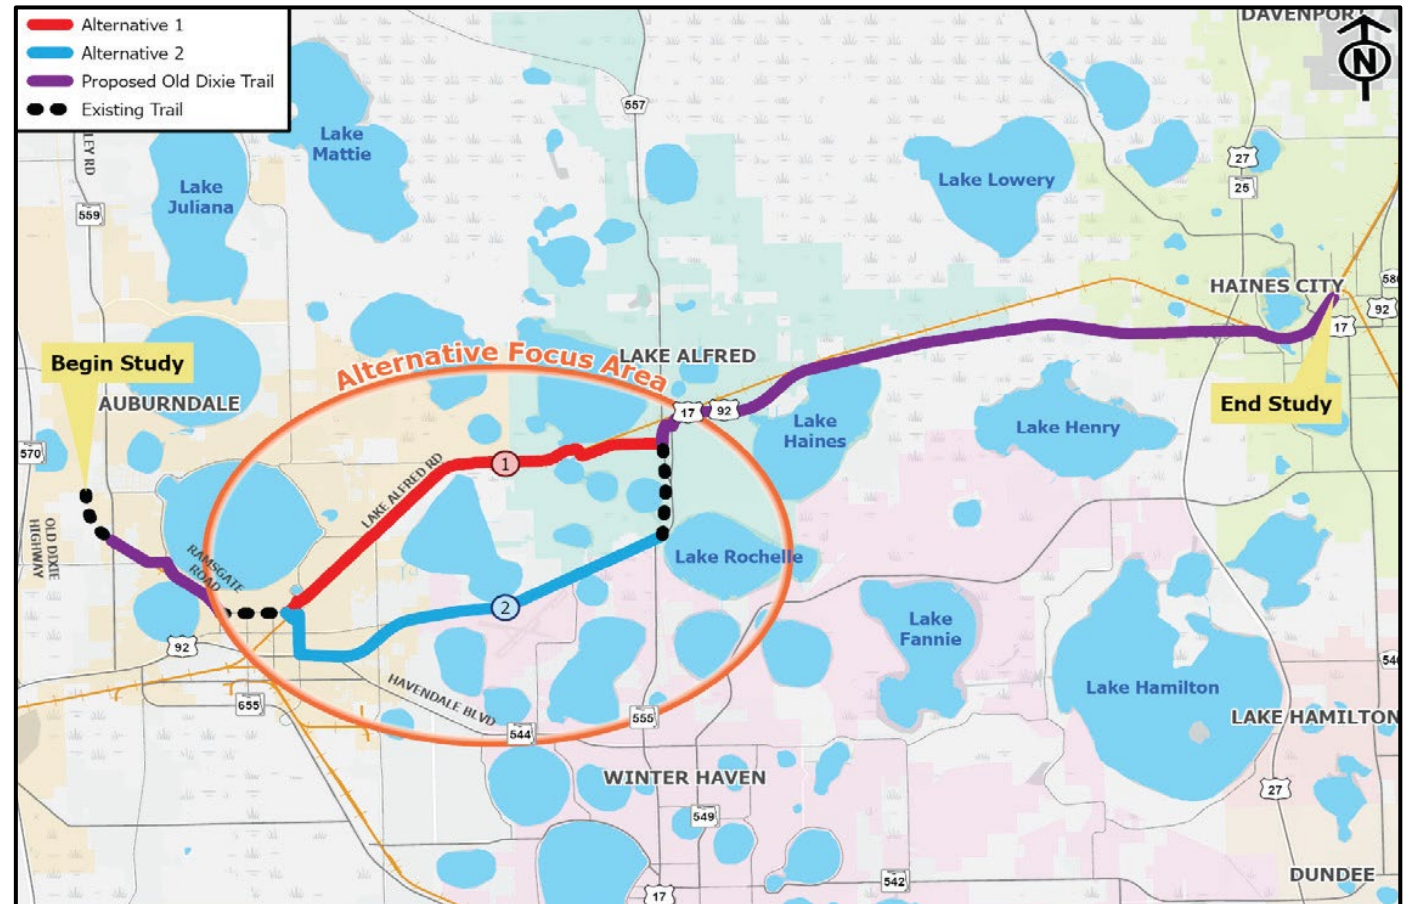 Alternative 1
Alternative 2
Proposed Old Dixie Trail
Existing Trail
DAVENPORT
N
557
Lake
Mattie
LEY RD
Lake
Juliana
559
Lake Lowery
27
25
HAINES CITY
92
17
Begin Study
AUBURNDALE
Alternative Focus Area
LAKE ALFRED
17
92
End Study
Lake
Haines
Lake Henry
570
LAKE ALFRED RD
1
OLD DIXIE
HIGHWAY
RAMSGATE
ROAD
Lake Rochelle
2
92
Lake
Fannie
655
HAVENDALE BLVD
544
555
Lake Hamilton
LAKE HAMILTON
WINTER HAVEN
27
549
542
DUNDEE
17